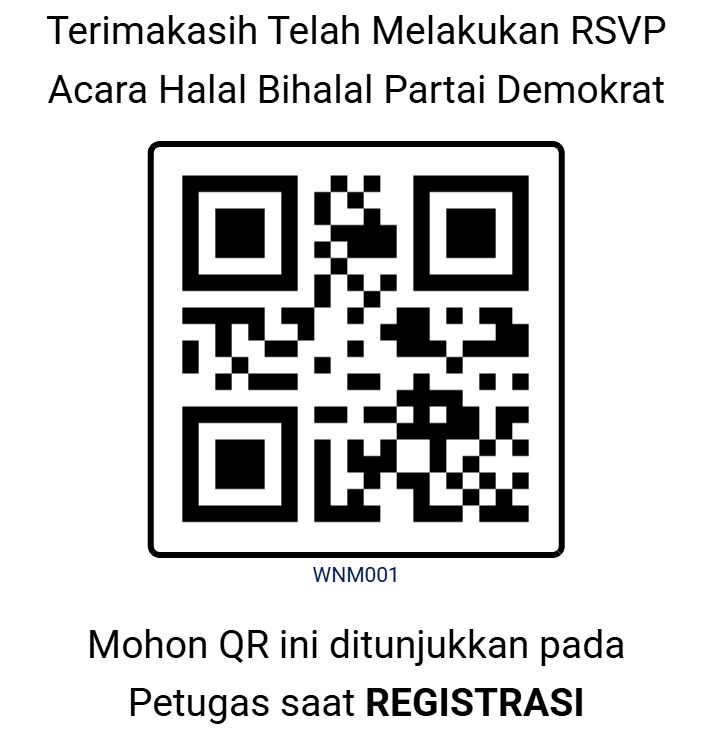 Terimakasih Telah Melakukan RSVP
Acara Halal Bihalal Partai Demokrat
WNM001
Mohon QR ini ditunjukkan pada
Petugas saat REGISTRASI